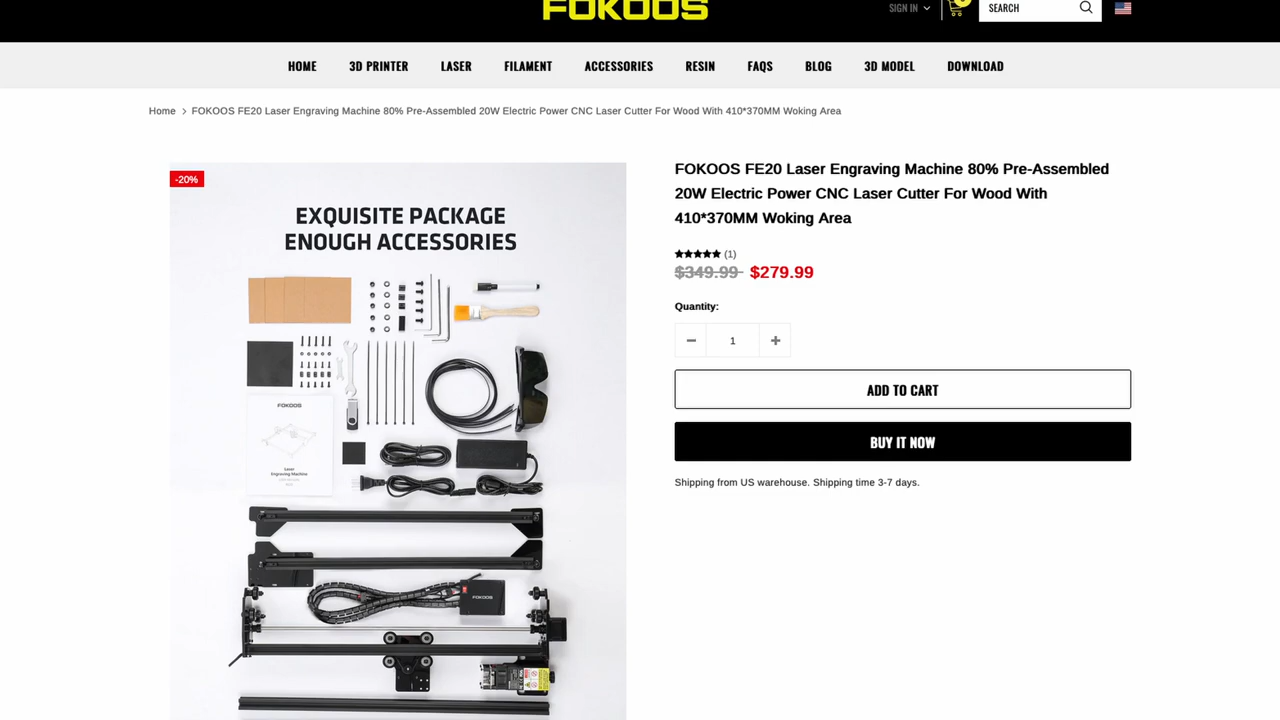 FOKOOS
SIGN IN
SEARCH
HOME 3D PRINTER LASER FILAMENT ACCESSORIES RESIN FAQS BLOG 3D MODEL DOWNLOAD
Home > FOKOOS FE20 Laser Engraving Machine 80% Pre-Assembled 20W Electric Power CNC Laser Cutter For Wood With 410*370MM Woking Area
-20%
EXQUISITE PACKAGE
ENOUGH ACCESSORIES
FOKOOS
Laser
Engraving Machine
FOKOOS
FOKOOS FE20 Laser Engraving Machine 80% Pre-Assembled
20W Electric Power CNC Laser Cutter For Wood With
410*370MM Woking Area
(1)
$349.99 $279.99
Quantity:
1
ADD TO CART
BUY IT NOW
Shipping from US warehouse. Shipping time 3-7 days.